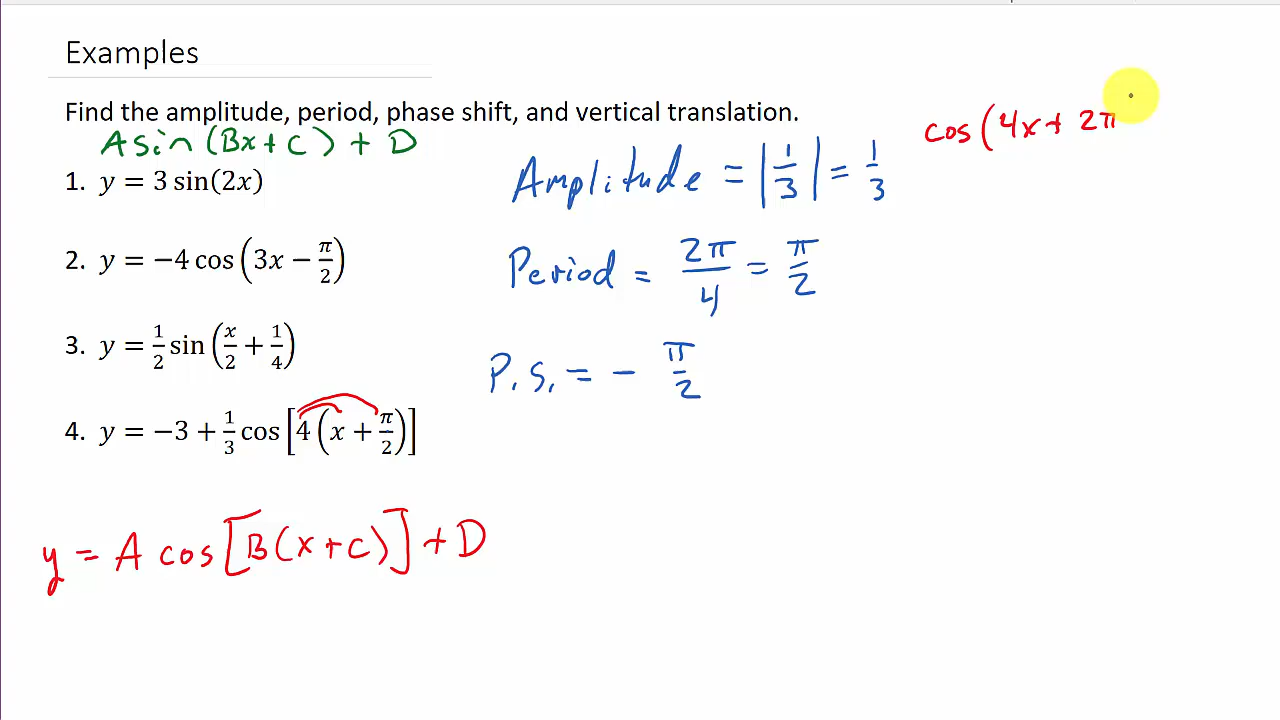 Examples
Find the amplitude, period, phase shift, and vertical translation.
A sin (Bx + C) + D
1. y = 3 sin(2x)
2. y = −4 cos(3x − π/2)
3. y = 1/2 sin(x/2 + 1/4)
4. y = −3 + 1/3 cos[4(x + π/2)]
y = A cos[B(x+C)] + D
Amplitude = |1/3| = 1/3
Period = 2π/4 = π/2
P.S. = − π/2
cos(4x + 2π